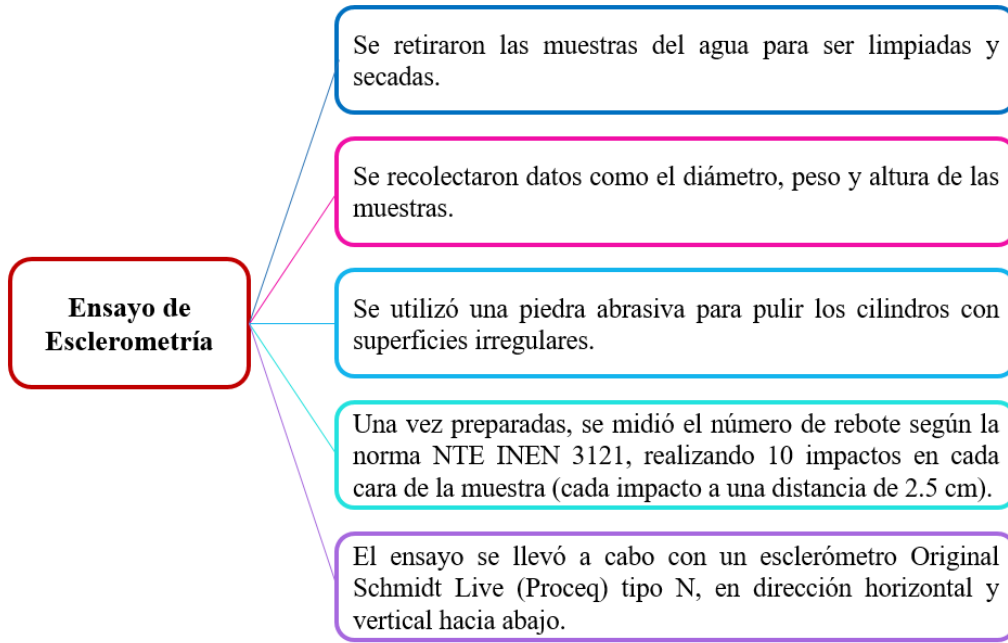 Se retiraron las muestras del agua para ser limpiadas y
secadas.
Se recolectaron datos como el diámetro, peso y altura de las
muestras.
Ensayo de
Esclerometría
Se utilizó una piedra abrasiva para pulir los cilindros con
superficies irregulares.
Una vez preparadas, se midió el número de rebote según la
norma NTE INEN 3121, realizando 10 impactos en cada
cara de la muestra (cada impacto a una distancia de 2.5 cm).
El ensayo se llevó a cabo con un esclerómetro Original
Schmidt Live (Proceq) tipo N, en dirección horizontal y
vertical hacia abajo.